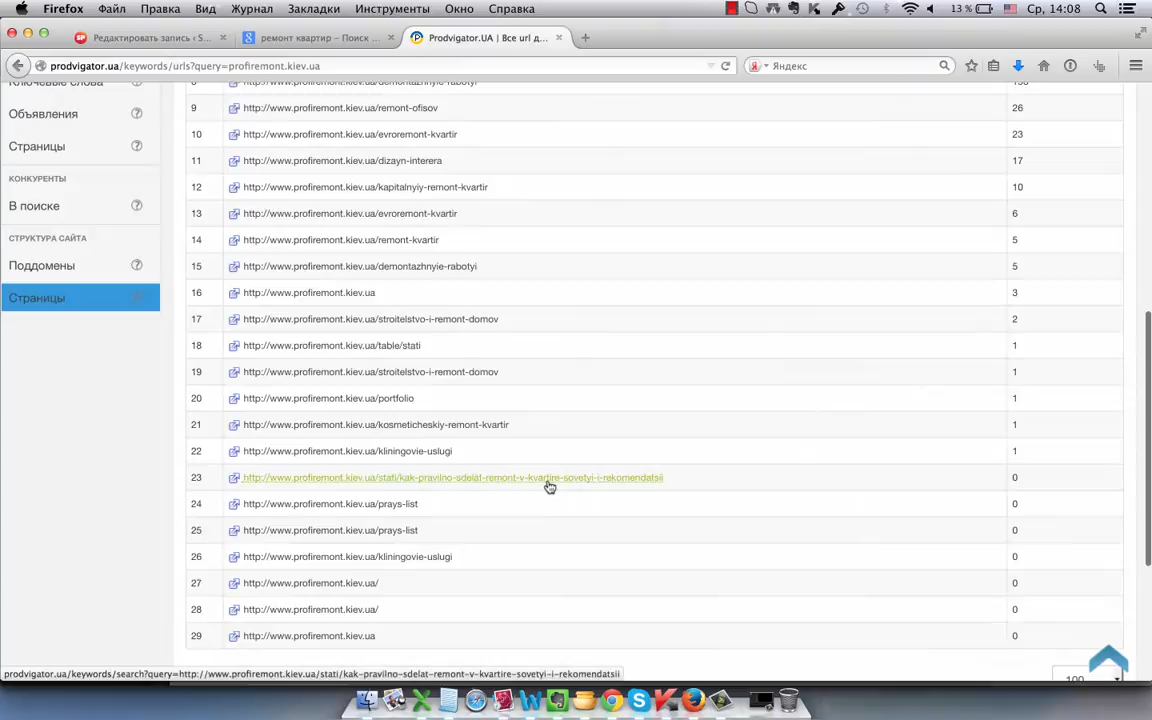 Firefox Файл Правка Вид Журнал Закладки Инструменты Окно Справка 13 % Ср, 14:08
Редактировать запись ‹ S... × ремонт квартир – Поиск ... × Prodvigator.UA | Все url д... × +
prodvigator.ua/keywords/urls?query=profiremont.kiev.ua Яндекс
Ключевые слова
Объявления
Страницы
КОНКУРЕНТЫ
В поиске
СТРУКТУРА САЙТА
Поддомены
Страницы
9 http://www.profiremont.kiev.ua/remont-ofisov 26
10 http://www.profiremont.kiev.ua/evroremont-kvartir 23
11 http://www.profiremont.kiev.ua/dizayn-interera 17
12 http://www.profiremont.kiev.ua/kapitalnyiy-remont-kvartir 10
13 http://www.profiremont.kiev.ua/evroremont-kvartir 6
14 http://www.profiremont.kiev.ua/remont-kvartir 5
15 http://www.profiremont.kiev.ua/demontazhnyie-rabotyi 5
16 http://www.profiremont.kiev.ua 3
17 http://www.profiremont.kiev.ua/stroitelstvo-i-remont-domov 2
18 http://www.profiremont.kiev.ua/table/stati 1
19 http://www.profiremont.kiev.ua/stroitelstvo-i-remont-domov 1
20 http://www.profiremont.kiev.ua/portfolio 1
21 http://www.profiremont.kiev.ua/kosmeticheskiy-remont-kvartir 1
22 http://www.profiremont.kiev.ua/kliningovie-uslugi 1
23 http://www.profiremont.kiev.ua/stati/kak-pravilno-sdelat-remont-v-kvartire-sovetyi-i-rekomendatsii 0
24 http://www.profiremont.kiev.ua/prays-list 0
25 http://www.profiremont.kiev.ua/prays-list 0
26 http://www.profiremont.kiev.ua/kliningovie-uslugi 0
27 http://www.profiremont.kiev.ua/ 0
28 http://www.profiremont.kiev.ua/ 0
29 http://www.profiremont.kiev.ua 0
prodvigator.ua/keywords/search?query=http://www.profiremont.kiev.ua/stati/kak-pravilno-sdelat-remont-v-kvartire-sovetyi-i-rekomendatsii
100